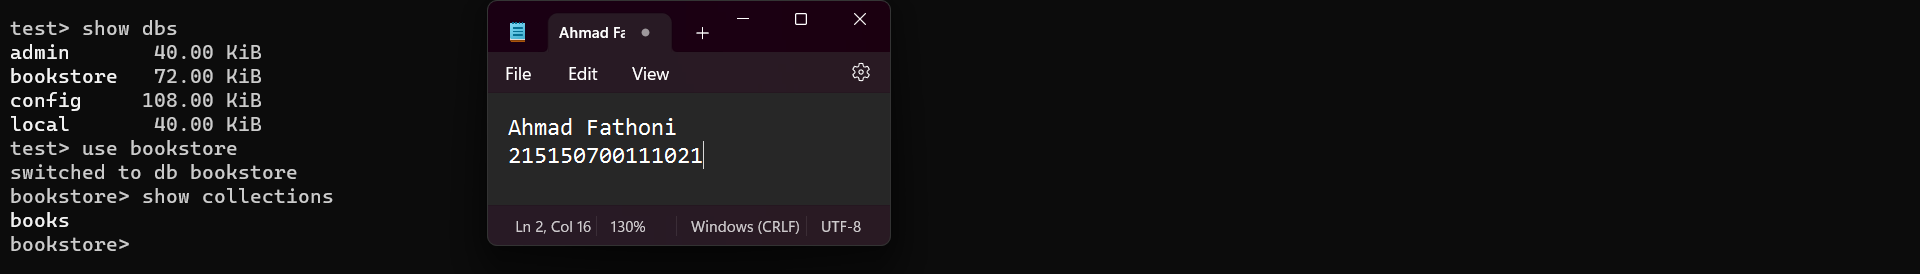 test> show dbs
admin       40.00 KiB
bookstore   72.00 KiB
config     108.00 KiB
local       40.00 KiB
test> use bookstore
switched to db bookstore
bookstore> show collections
books
bookstore>
Ahmad Fa
File Edit View
Ahmad Fathoni
215150700111021
Ln 2, Col 16 130% Windows (CRLF) UTF-8